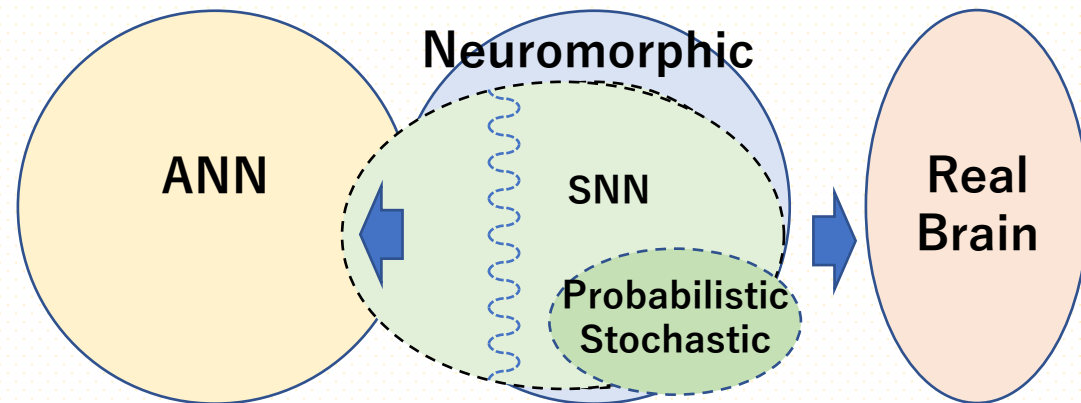 Neuromorphic
ANN
SNN
Real
Brain
Probabilistic
Stochastic